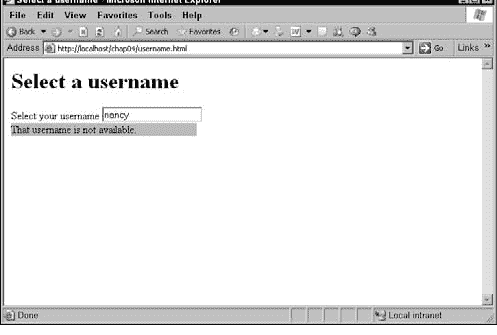 Select a username - Microsoft Internet Explorer
File Edit View Favorites Tools Help
Back Search Favorites
Address http://localhost/chap04/username.html Go Links »
Select a username
Select your username nancy
That username is not available.
Done Local intranet